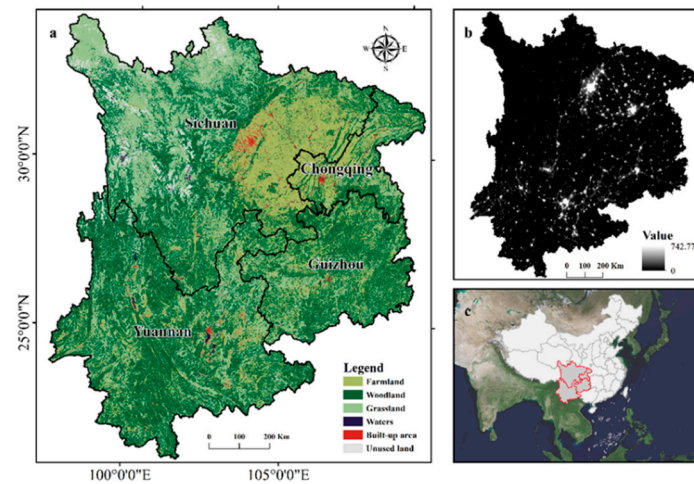 a
N
W
E
S
Sichuan
Chongqing
Guizhou
Yuannan
30°0'0"N
25°0'0"N
100°0'0"E
105°0'0"E
Legend
Farmland
Woodland
Grassland
Waters
Built-up area
Unused land
0 100 200 Km
b
Value
742.77
0
0 100 200 Km
c